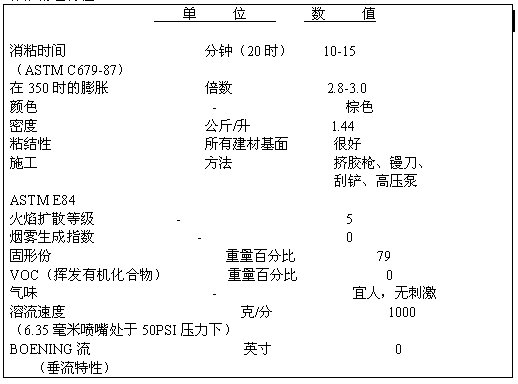 单 位 数 值
消粘时间 分钟（20 时） 10-15
（ASTM C679-87）
在 350 时的膨胀 倍数 2.8-3.0
颜色 - 棕色
密度 公斤/升 1.44
粘结性 所有建材基面 很好
施工 方法 挤胶枪、镘刀、
刮铲、高压泵
ASTM E84
火焰扩散等级 - 5
烟雾生成指数 - 0
固形份 重量百分比 79
VOC（挥发有机化合物） 重量百分比 0
气味 - 宜人，无刺激
溶流速度 克/分 1000
（6.35 毫米喷嘴处于 50PSI 压力下）
BOENING 流 英寸 0
（垂流特性）